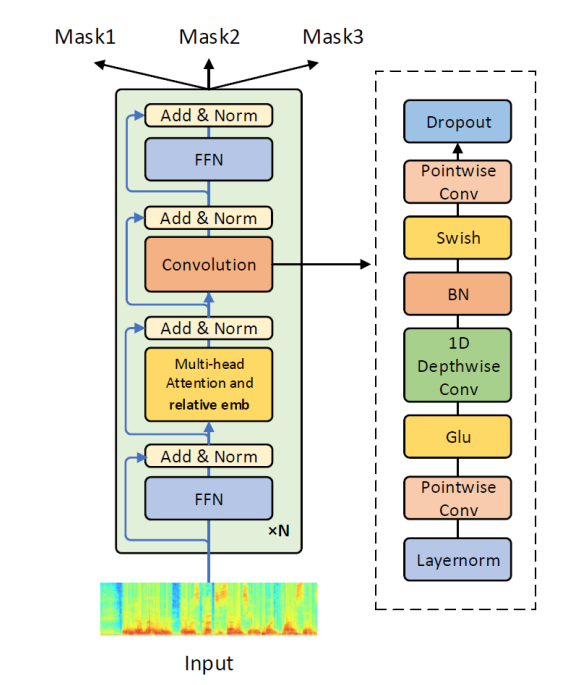 Mask1
Mask2
Mask3
Add & Norm
FFN
Add & Norm
Convolution
Add & Norm
Multi-head
Attention and
relative emb
Add & Norm
FFN
×N
Input
Dropout
Pointwise
Conv
Swish
BN
1D
Depthwise
Conv
Glu
Pointwise
Conv
Layernorm